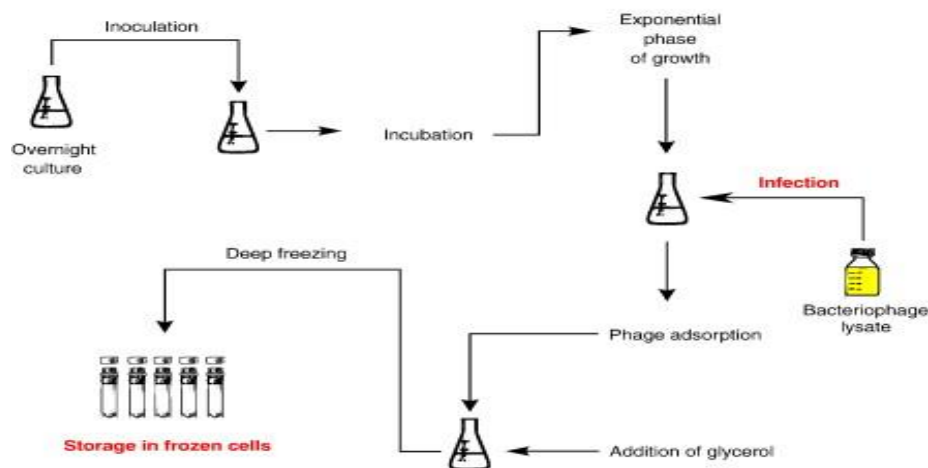 Inoculation
Overnight
culture
Incubation
Exponential
phase
of growth
Infection
Bacteriophage
lysate
Phage adsorption
Addition of glycerol
Deep freezing
Storage in frozen cells